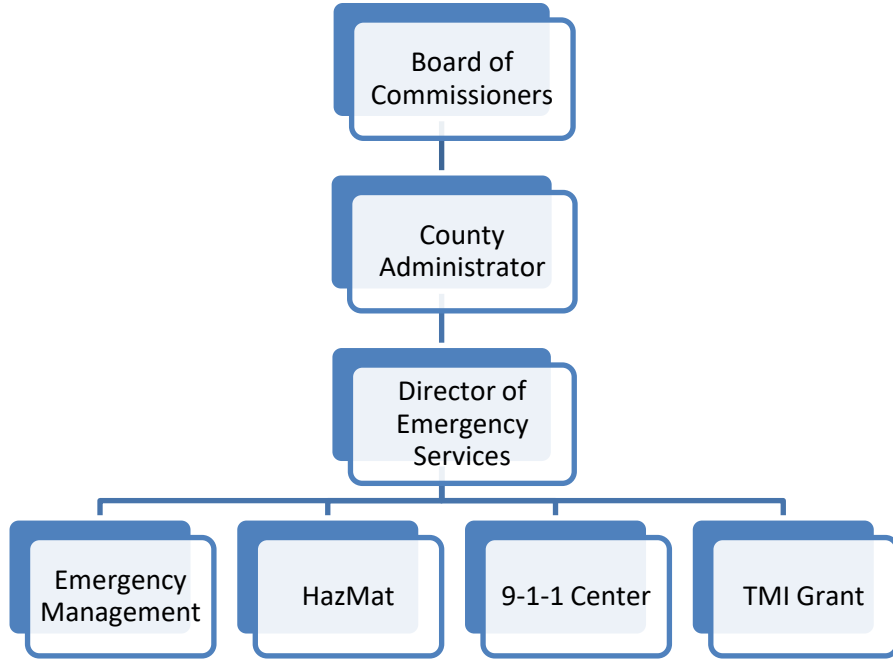 Board of
Commissioners
County
Administrator
Director of
Emergency
Services
Emergency
Management
HazMat
9-1-1 Center
TMI Grant